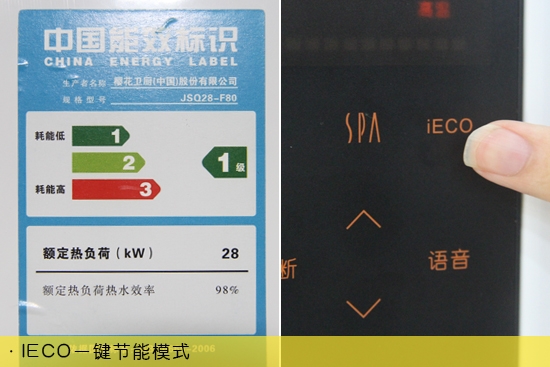 中国能效标识
CHINA ENERGY LABEL
生产者名称 樱花卫厨(中国)股份有限公司
规格型号 JSQ28-F80
耗能低
1
2
耗能高
3
1级
额定热负荷(kW) 28
额定热负荷热水效率 98%
-2006
高温
SPA
iECO
断
语音
· IECO一键节能模式